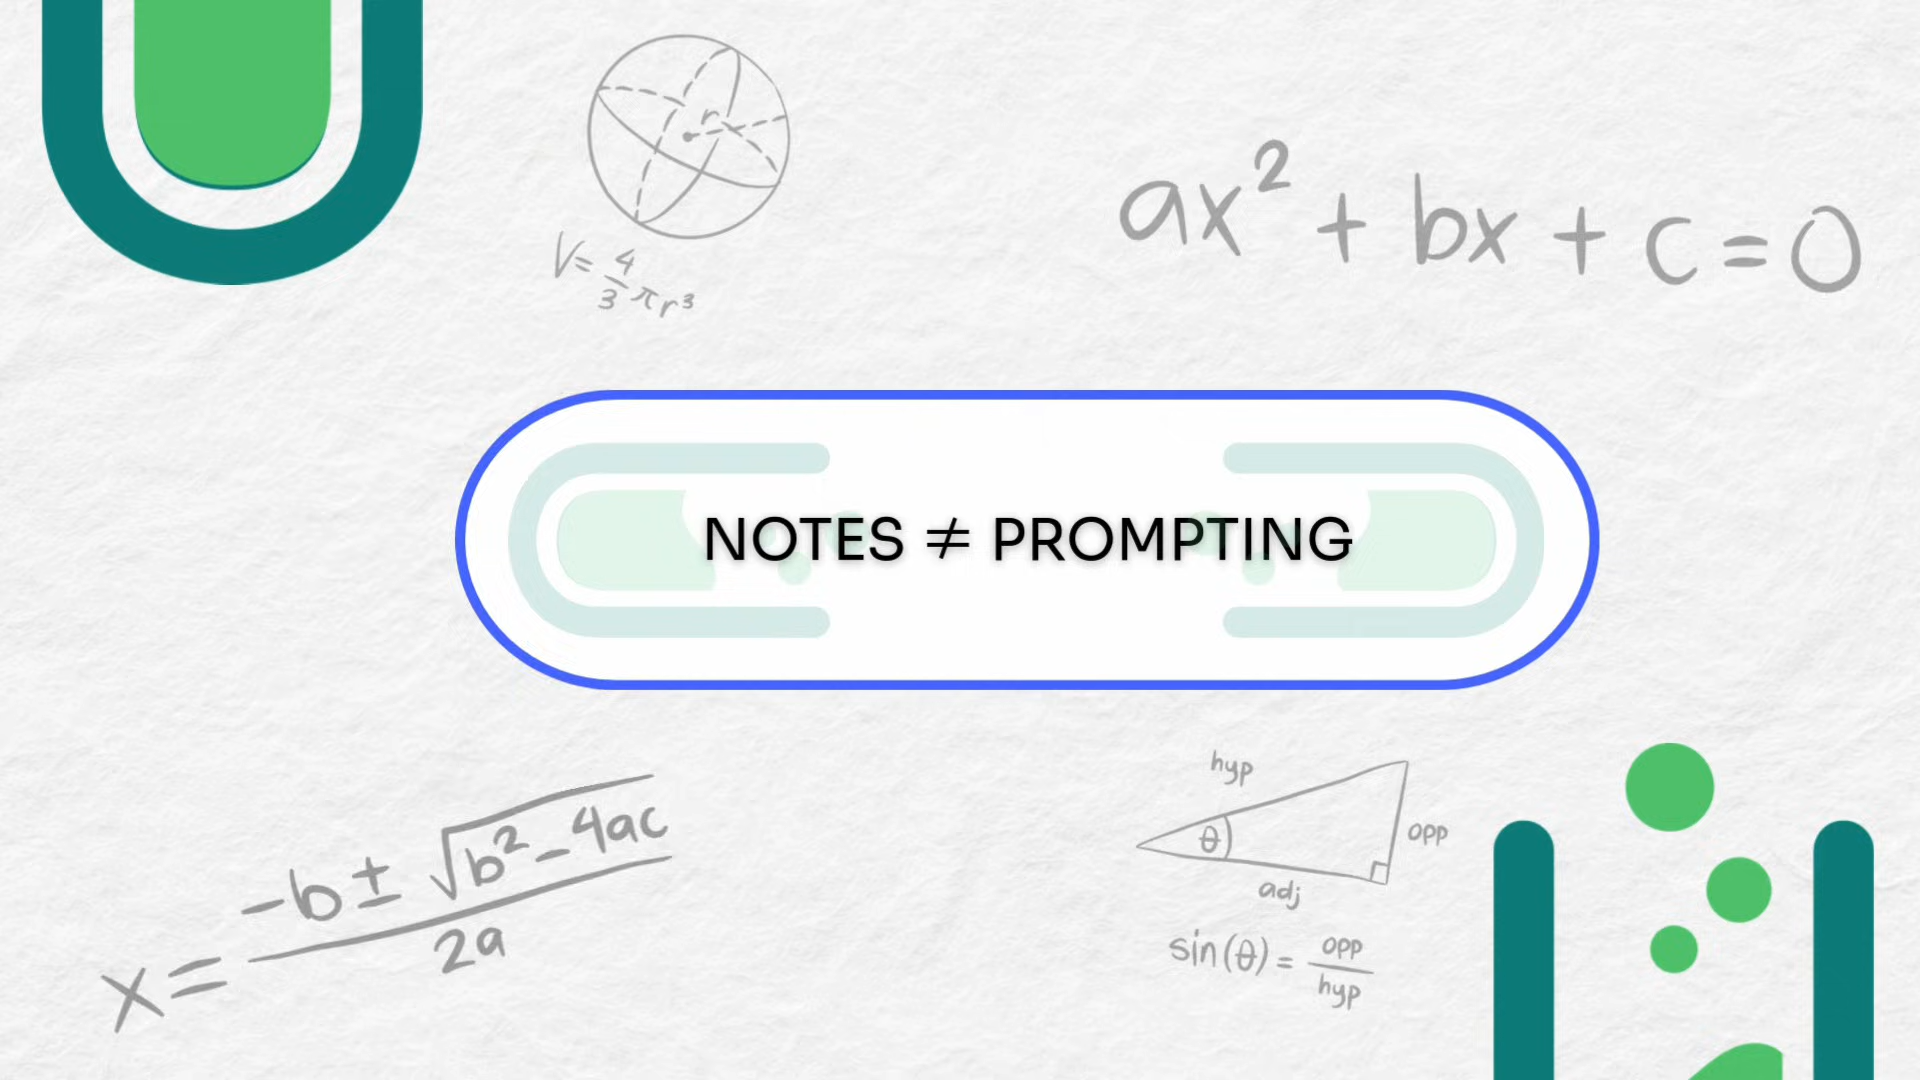 r
V = 4/3 πr³
ax² + bx + c = 0
NOTES ≠ PROMPTING
x = -b ± √b² - 4ac / 2a
hyp
θ
opp
adj
sin(θ) = opp/hyp